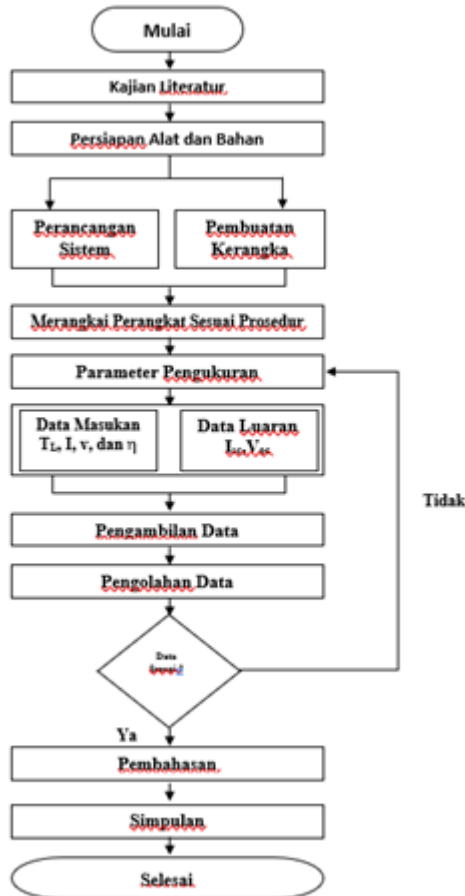 Mulai
Kajian Literatur
Persiapan Alat dan Bahan
Perancangan
Sistem
Pembuatan
Kerangka
Merangkai Perangkat Sesuai Prosedur
Parameter Pengukuran
Data Masukan
T_L, I, v, dan η
Data Luaran
Tidak
Pengambilan Data
Pengolahan Data
Data
Ya
Pembahasan
Simpulan
Selesai